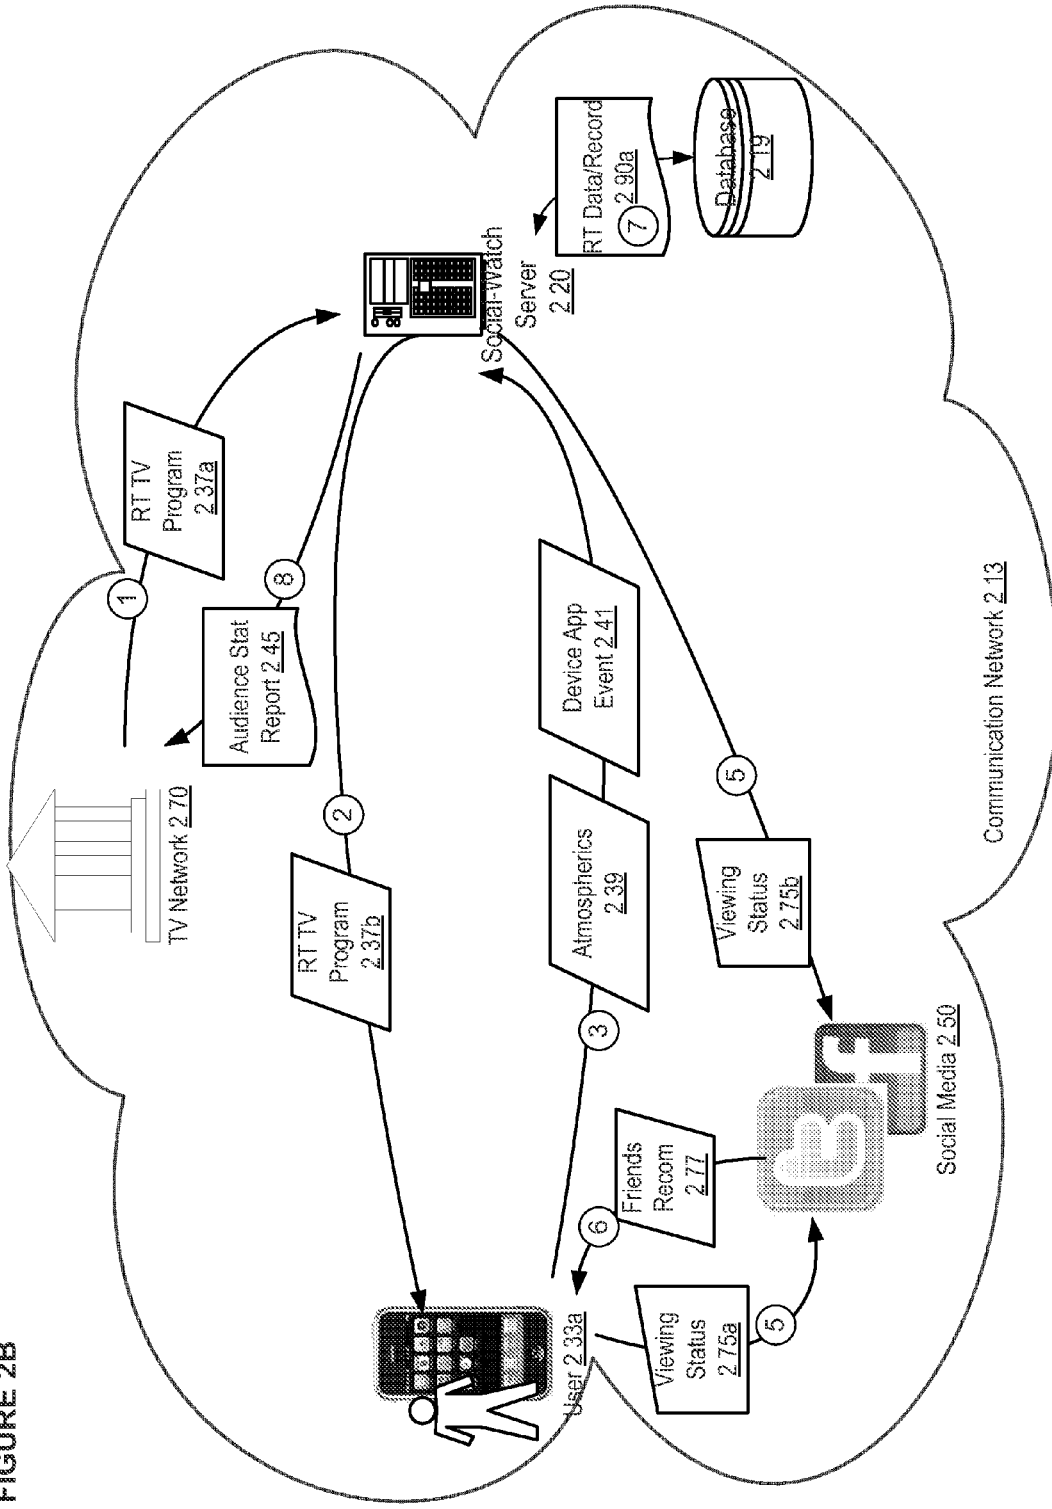 FIGURE 2B
TV Network 2 70
1
RT TV
Program
2 37a
Audience Stat
Report 2 45
8
2
RT TV
Program
2 37b
Social-Watch
Server
2 20
RT Data/Record
2 90a
7
Database
2 19
Device App
Event 2 41
Atmospherics
2 39
3
User 2 33a
6
Friends
Recom
2 77
Viewing
Status
2 75a
5
5
Viewing
Status
2 75b
Social Media 2 50
Communication Network 2 13